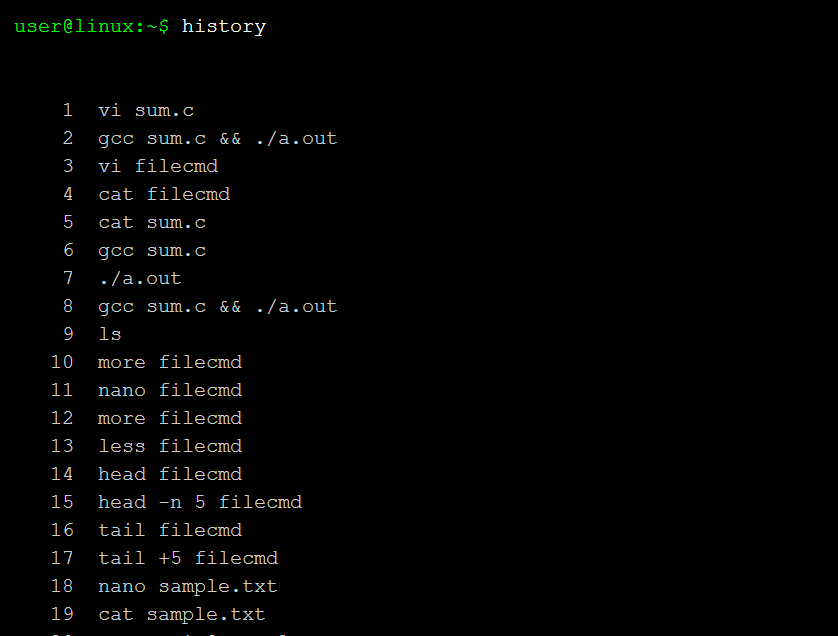 user@linux:~$ history
1 vi sum.c
2 gcc sum.c && ./a.out
3 vi filecmd
4 cat filecmd
5 cat sum.c
6 gcc sum.c
7 ./a.out
8 gcc sum.c && ./a.out
9 ls
10 more filecmd
11 nano filecmd
12 more filecmd
13 less filecmd
14 head filecmd
15 head -n 5 filecmd
16 tail filecmd
17 tail +5 filecmd
18 nano sample.txt
19 cat sample.txt